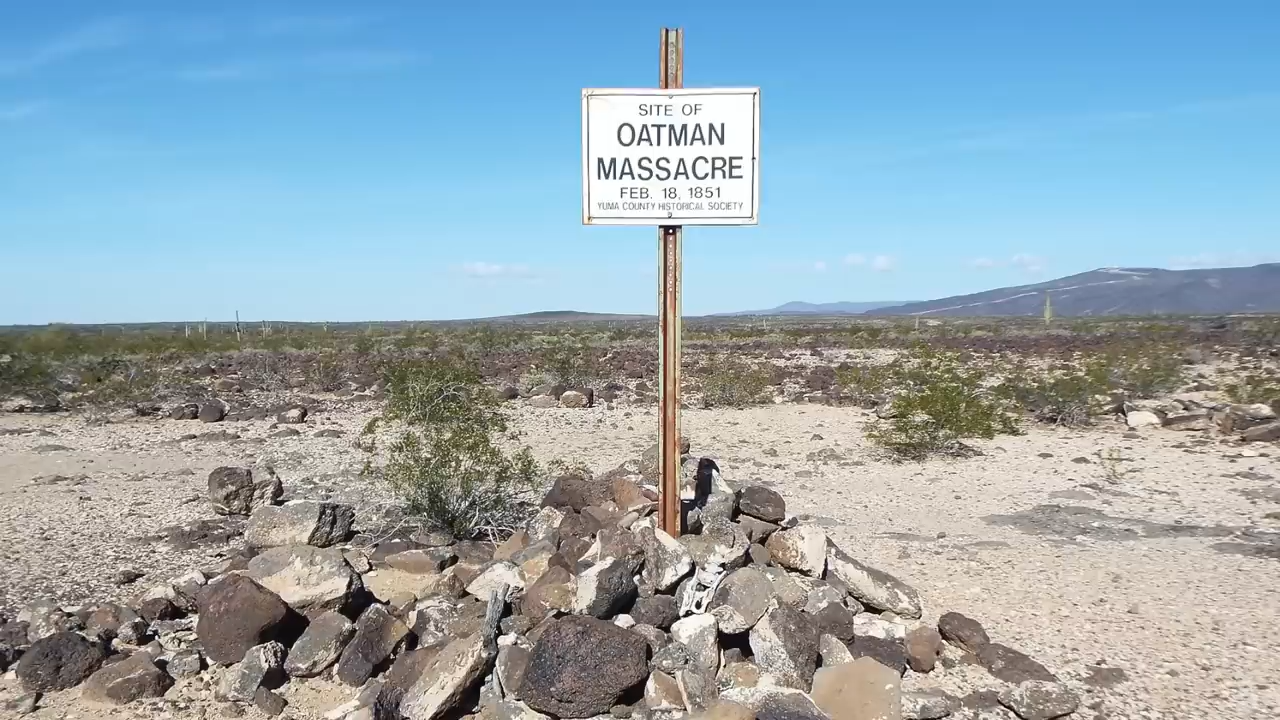 SITE OF
OATMAN
MASSACRE
FEB. 18, 1851
YUMA COUNTY HISTORICAL SOCIETY